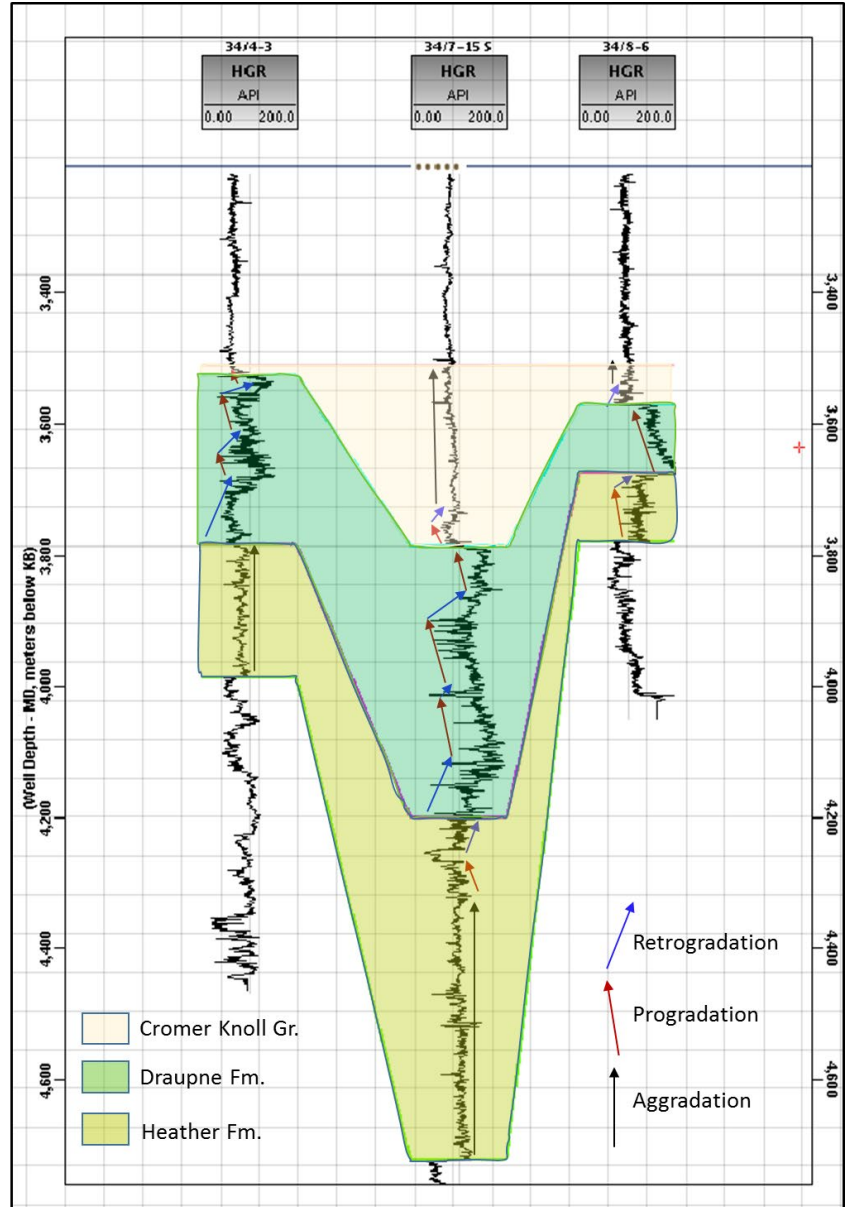 34/4-3 34/7-15 S 34/8-6
HGR HGR HGR
API API API
0.00 200.0 0.00 200.0 0.00 200.0
3,400 3,400
3,600 3,600
3,800 3,800
4,000 4,000
4,200 4,200
4,400 4,400
4,600 4,600
(Well Depth - MD, meters below KB)
Retrogradation
Progradation
Aggradation
Cromer Knoll Gr.
Draupne Fm.
Heather Fm.